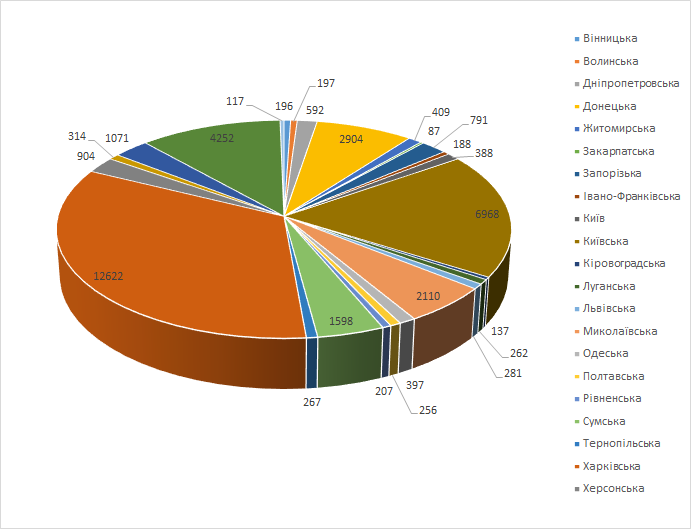 Вінницька
Волинська
Дніпропетровська
Донецька
Житомирська
Закарпатська
Запорізька
Івано-Франківська
Київ
Київська
Кіровоградська
Луганська
Львівська
Миколаївська
Одеська
Полтавська
Рівненська
Сумська
Тернопільська
Харківська
Херсонська
196
197
592
2904
409
87
791
188
388
6968
137
262
281
2110
397
256
207
1598
267
12622
904
314
1071
4252
117